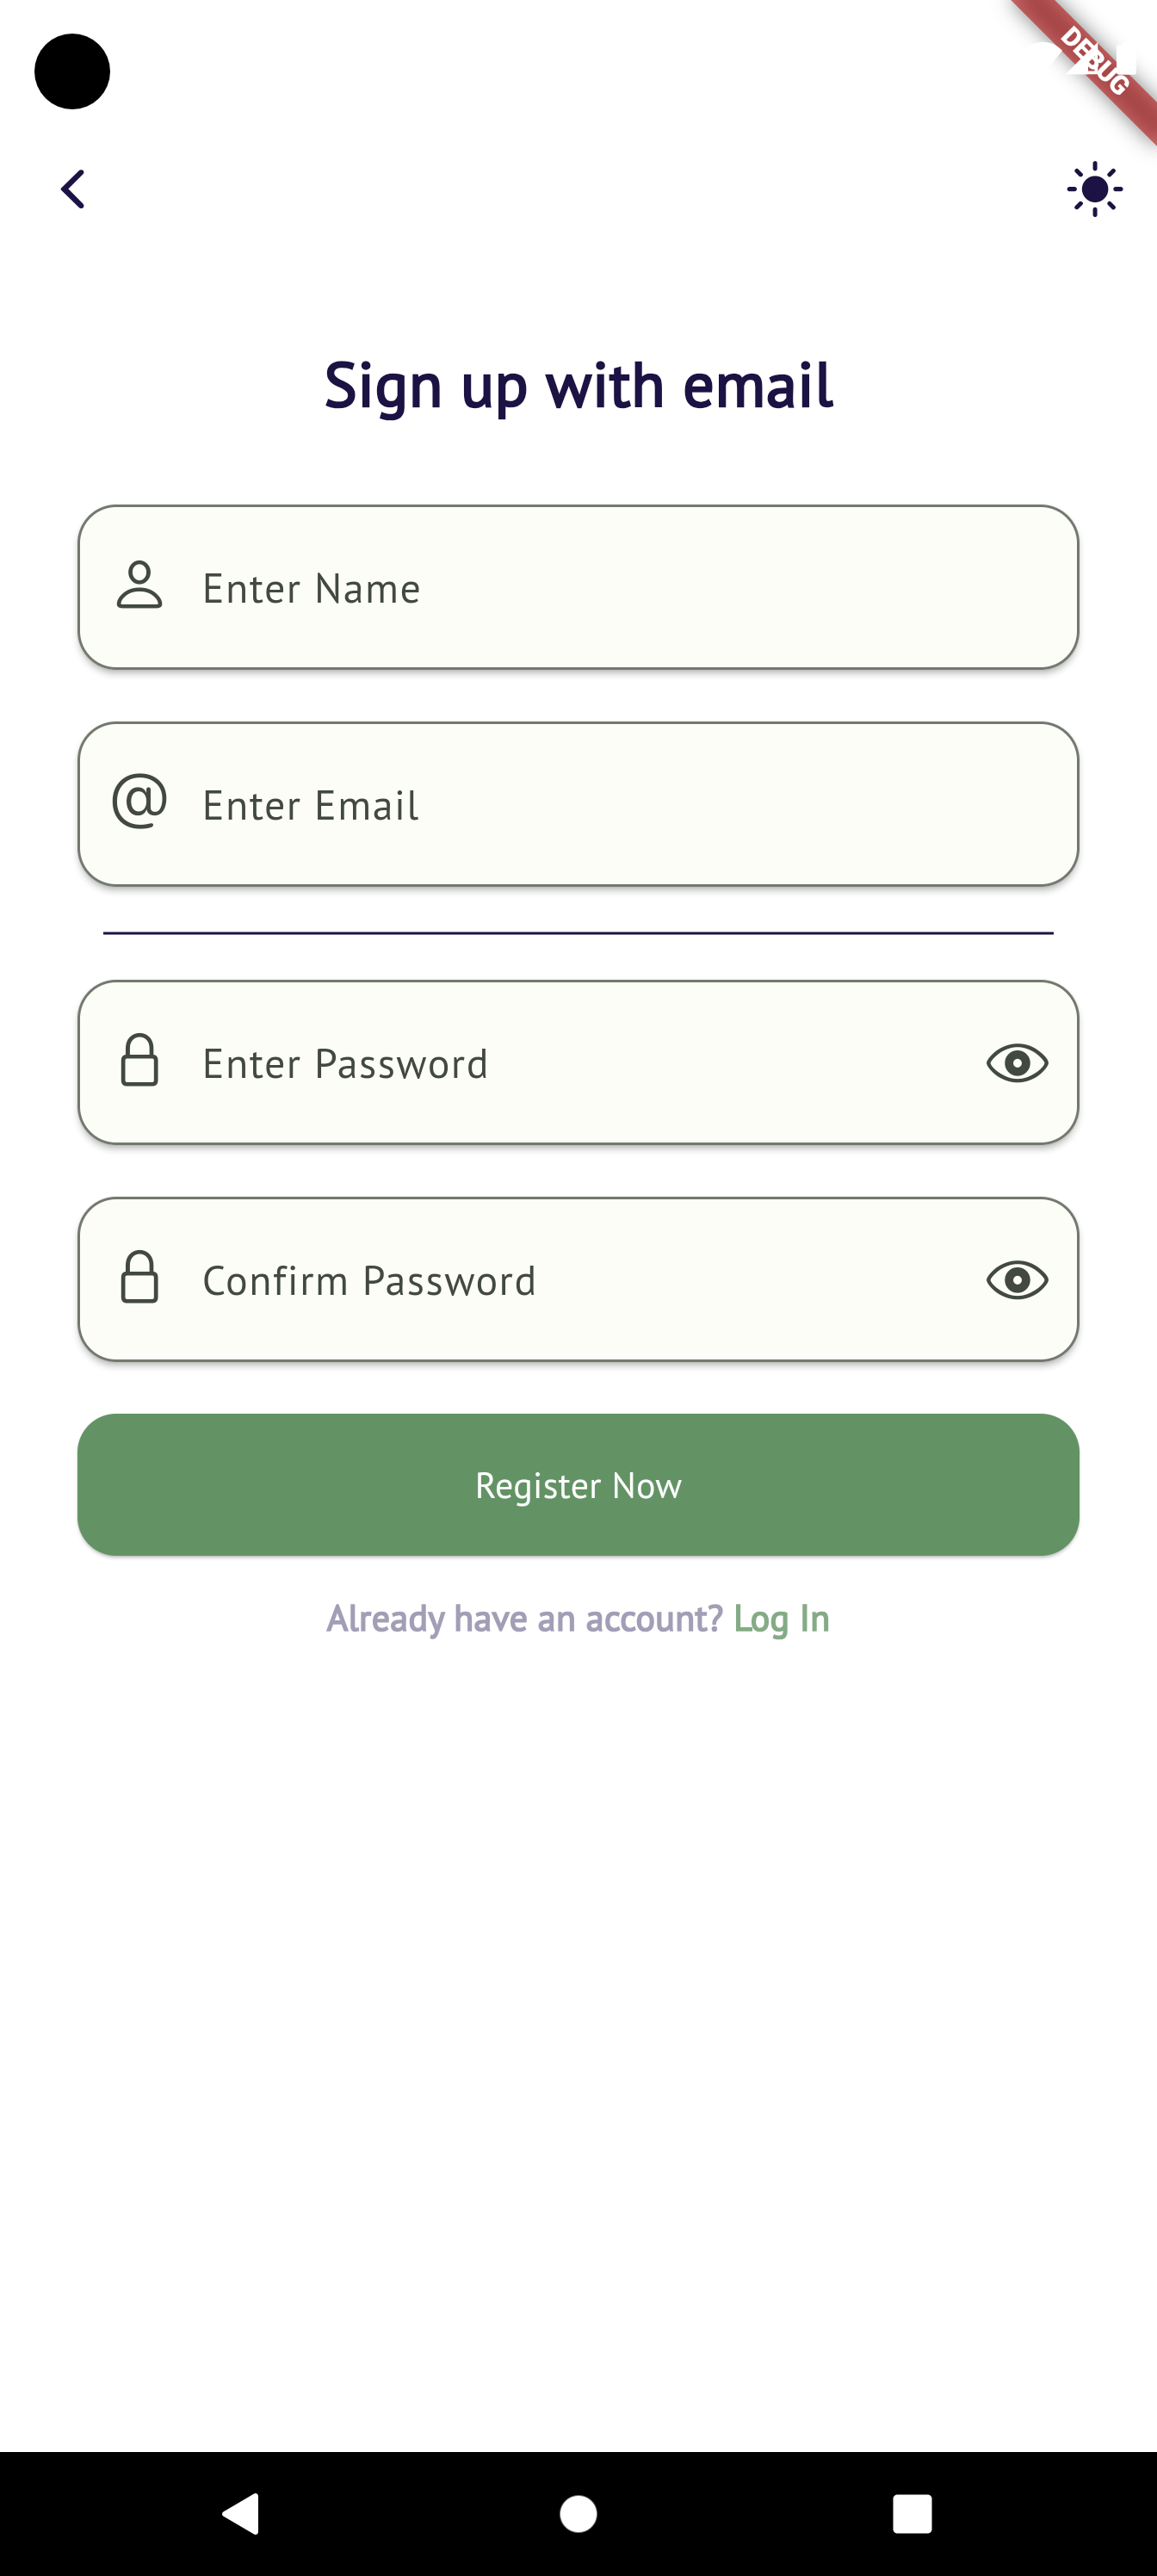 DEBUG
Sign up with email
Enter Name
@ Enter Email
Enter Password
Confirm Password
Register Now
Already have an account? Log In